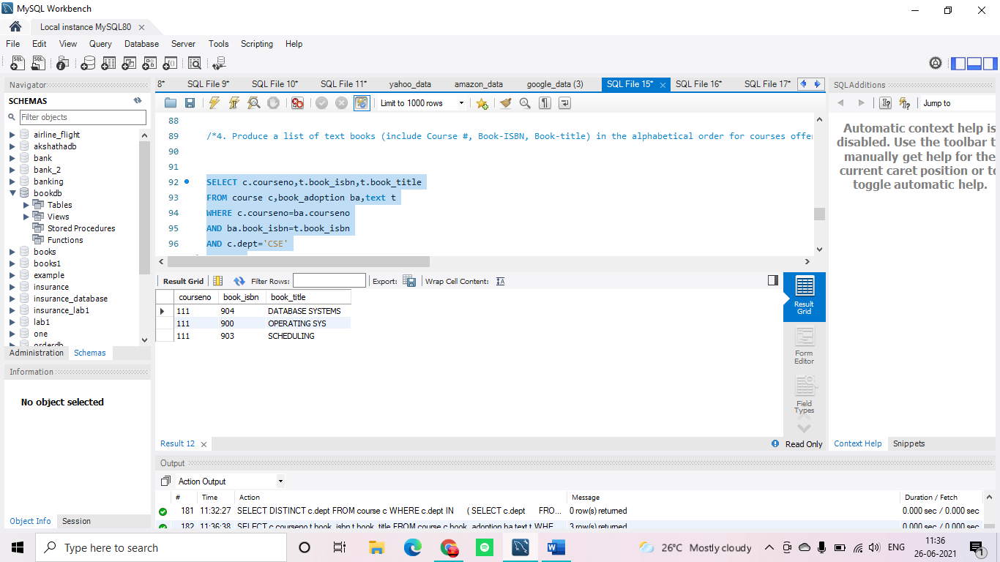 MySQL Workbench
Local instance MySQL80
File Edit View Query Database Server Tools Scripting Help
Navigator
SCHEMAS
Filter objects
airline_flight
akshathadb
bank
bank_2
banking
bookdb
Tables
Views
Stored Procedures
Functions
books
books1
example
insurance
insurance_database
insurance_lab1
lab1
one
orderdb
Administration Schemas
Information
No object selected
Object Info Session
8* SQL File 9* SQL File 10* SQL File 11* yahoo_data amazon_data google_data (3) SQL File 15* SQL File 16* SQL File 17*
Limit to 1000 rows
88
89 /*4. Produce a list of text books (include Course #, Book-ISBN, Book-title) in the alphabetical order for courses offer
90
91
92 SELECT c.courseno,t.book_isbn,t.book_title
93 FROM course c,book_adoption ba,text t
94 WHERE c.courseno=ba.courseno
95 AND ba.book_isbn=t.book_isbn
96 AND c.dept='CSE'
Result Grid Filter Rows: Export: Wrap Cell Content:
courseno book_isbn book_title
111 904 DATABASE SYSTEMS
111 900 OPERATING SYS
111 903 SCHEDULING
Result Grid
Form Editor
Field Types
Result 12
Read Only
Output
Action Output
# Time Action Message Duration / Fetch
181 11:32:27 SELECT DISTINCT c.dept FROM course c WHERE c.dept IN ( SELECT c.dept FRO... 0 row(s) returned 0.000 sec / 0.000 sec
182 11:36:38 SELECT c.courseno,t.book_isbn,t.book_title FROM course c,book_adoption ba,text t WHE... 3 row(s) returned 0.000 sec / 0.000 sec
SQLAdditions
Jump to
Automatic context help is
disabled. Use the toolbar t
manually get help for the
current caret position or to
toggle automatic help.
Context Help Snippets
Type here to search
26°C Mostly cloudy
ENG
11:36
26-06-2021
1